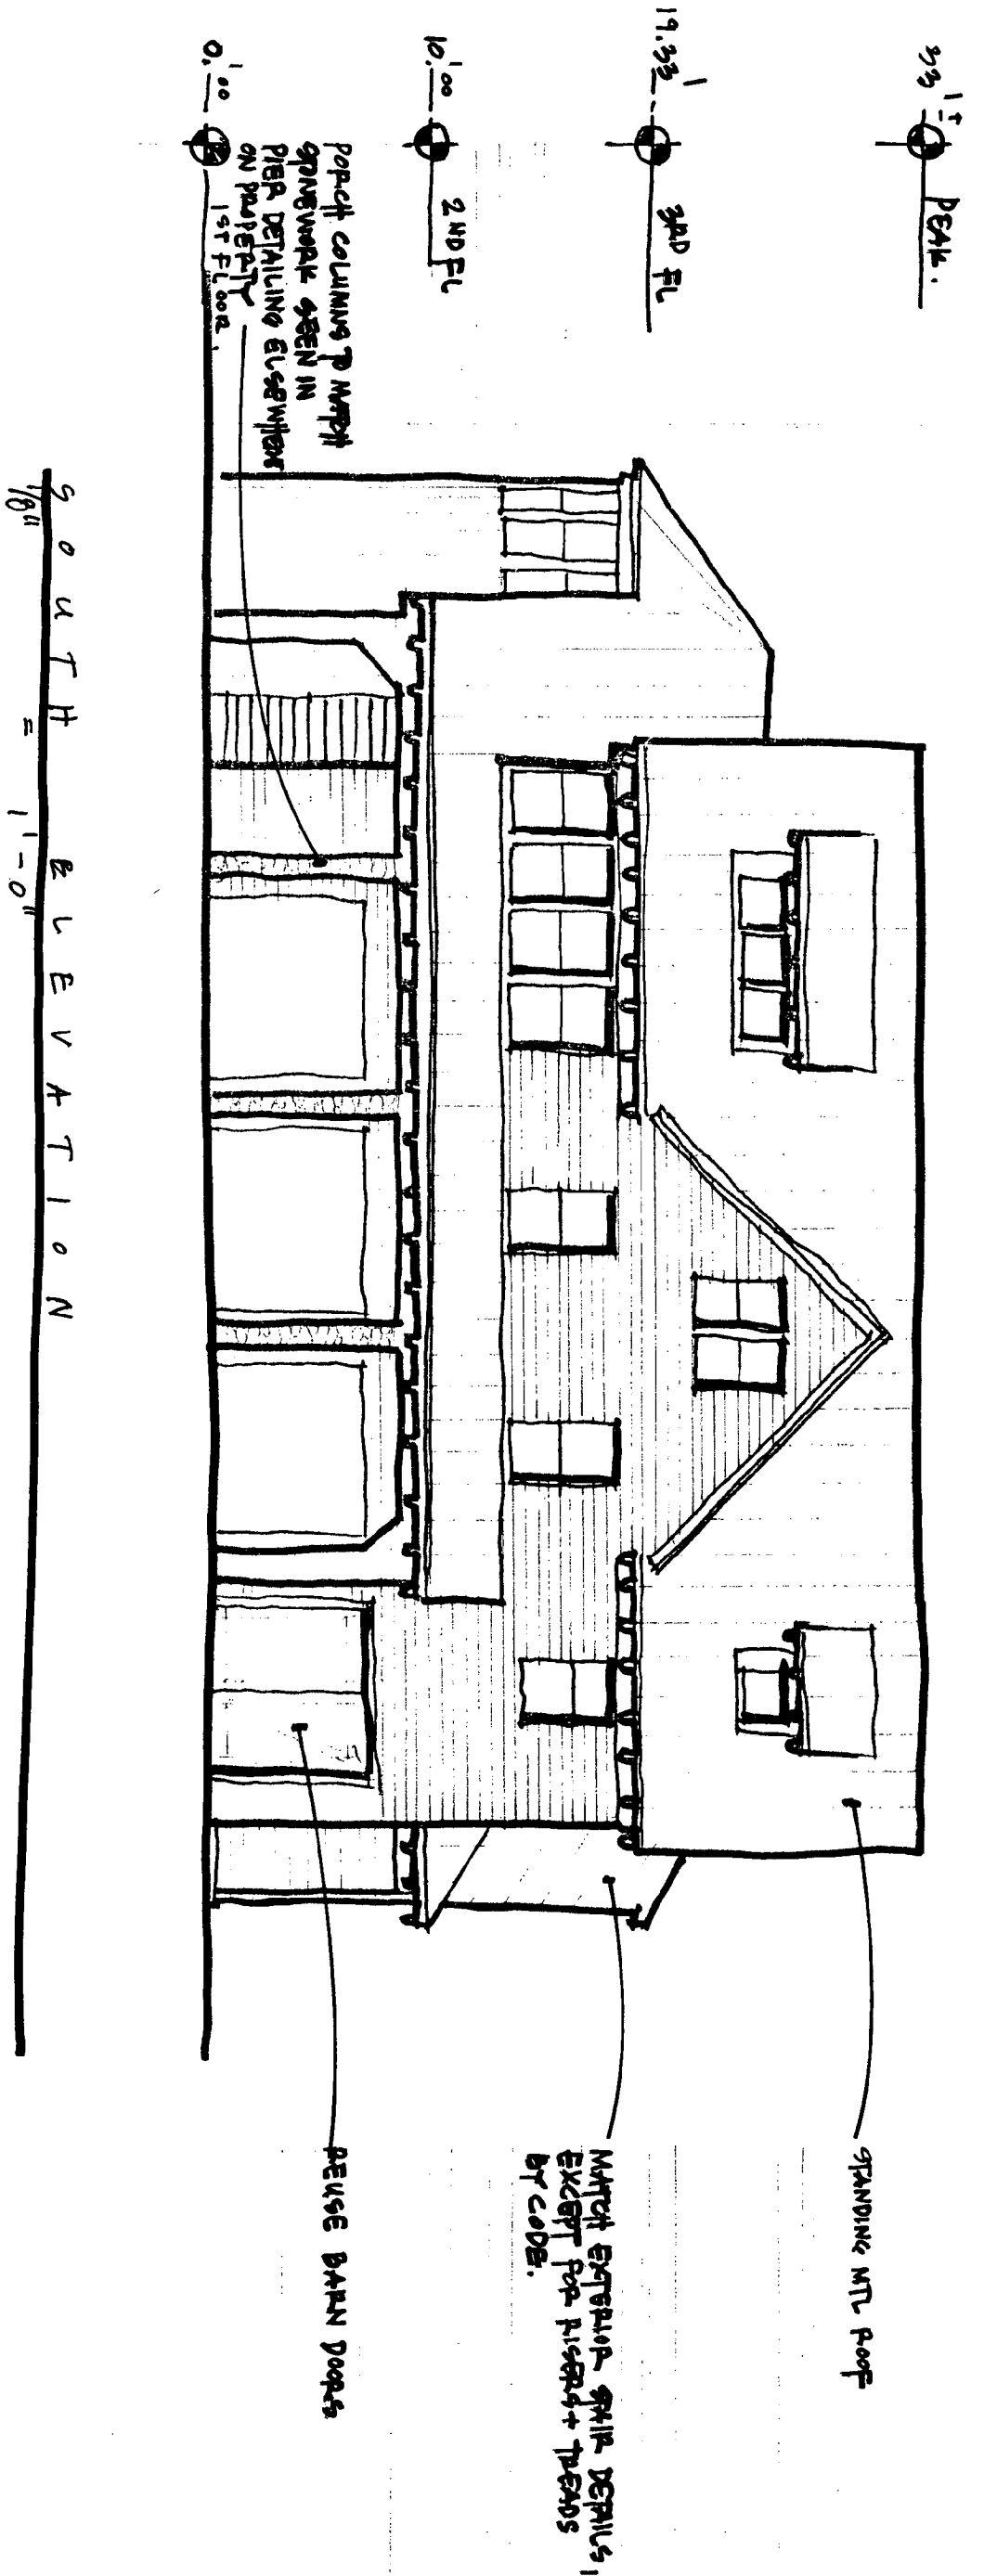 33'± PEAK.
19.33' 3RD FL
10.'00 2ND FL
0.'00 1ST FLOOR
PORCH COLUMNS TO MATCH
STONEWORK SEEN IN
PIER DETAILING ELSEWHERE
ON PROPERTY
STANDING MTL ROOF
MATCH EXTERIOR STAIR DETAILS,
EXCEPT FOR RISERS + TREADS
BY CODE.
REUSE BARN DOORS
SOUTH ELEVATION
1/8" = 1'-0"